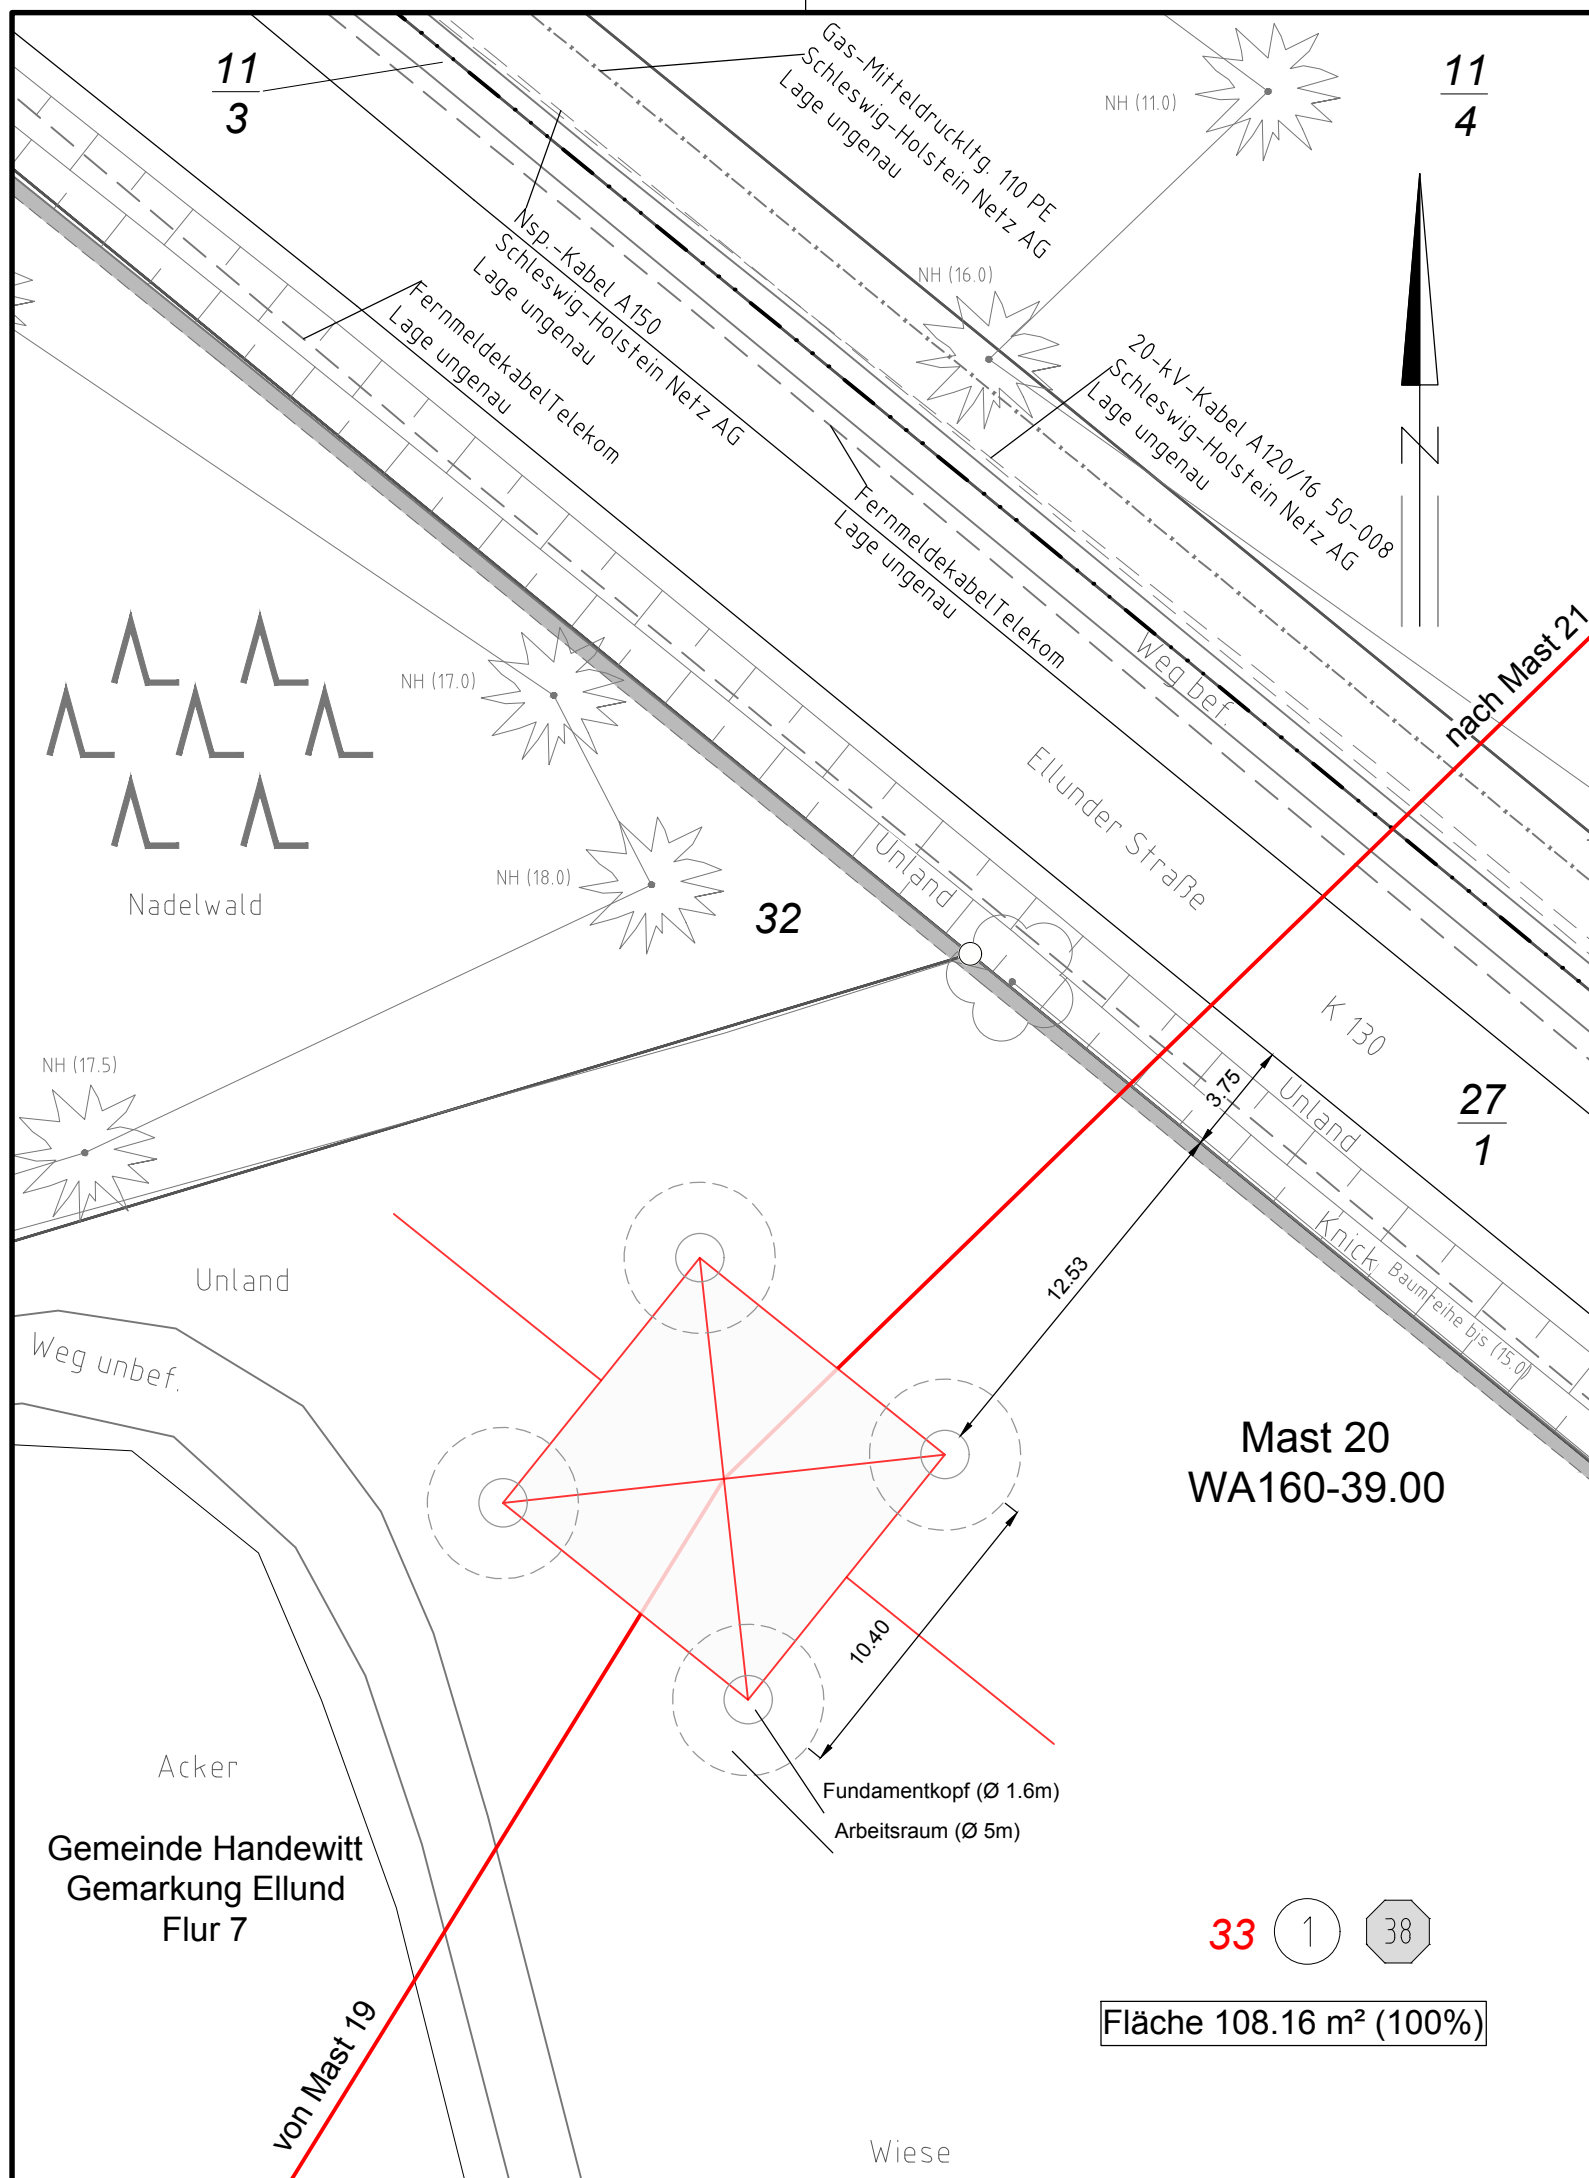 11
3
Gas-Mitteldruckltg. 110 PE
Schleswig-Holstein Netz AG
Lage ungenau
NH (11.0)
11
4
Nsp.-Kabel A150
Schleswig-Holstein Netz AG
Lage ungenau
NH (16.0)
Fernmeldekabel Telekom
Lage ungenau
20-kV-Kabel A120/16 50-008
Schleswig-Holstein Netz AG
Lage ungenau
N
Fernmeldekabel Telekom
Lage ungenau
nach Mast 21
Weg bef.
NH (17.0)
Ellunder Straße
Unland
NH (18.0)
Nadelwald
32
K 130
NH (17.5)
3.75
Unland
27
1
Unland
12.53
Knick
Baumreihe bis (15.0)
Weg unbef.
Mast 20
WA160-39.00
10.40
Acker
Fundamentkopf (Ø 1.6m)
Arbeitsraum (Ø 5m)
Gemeinde Handewitt
Gemarkung Ellund
Flur 7
33 1 38
Fläche 108.16 m² (100%)
von Mast 19
Wiese